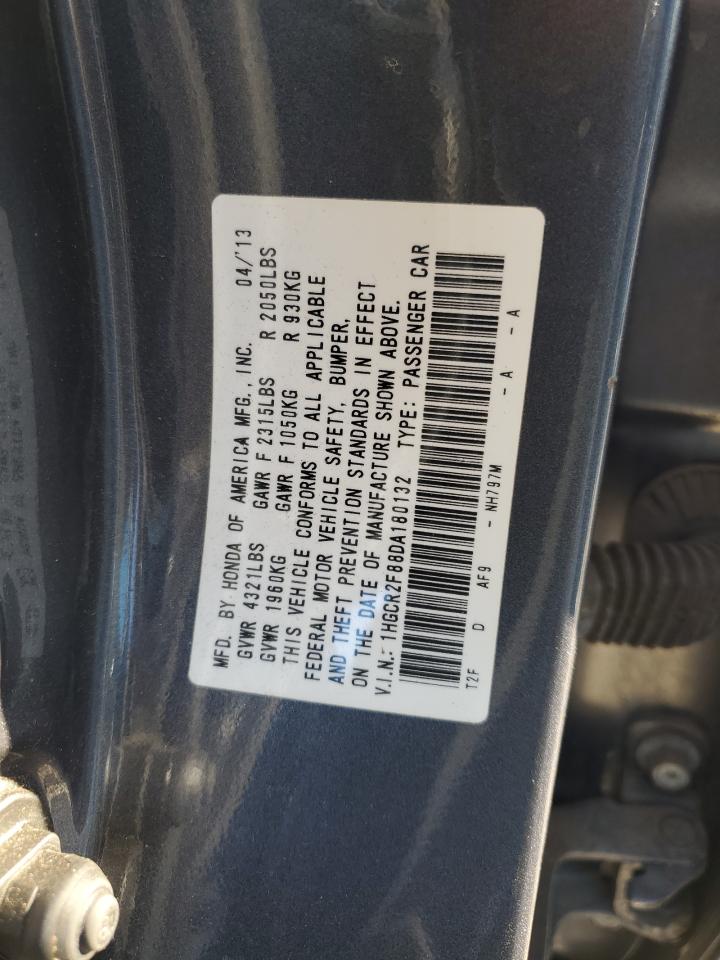 MFD. BY HONDA OF AMERICA MFG., INC. 04/'13
GVWR 4321LBS GAWR F 2315LBS R 2050LBS
GVWR 1960KG GAWR F 1050KG R 930KG
THIS VEHICLE CONFORMS TO ALL APPLICABLE
FEDERAL MOTOR VEHICLE SAFETY, BUMPER,
AND THEFT PREVENTION STANDARDS IN EFFECT
ON THE DATE OF MANUFACTURE SHOWN ABOVE.
V.I.N.: 1HGCR2F88DA180132 TYPE: PASSENGER CAR
T2F D AF9 - NH797M - A - A